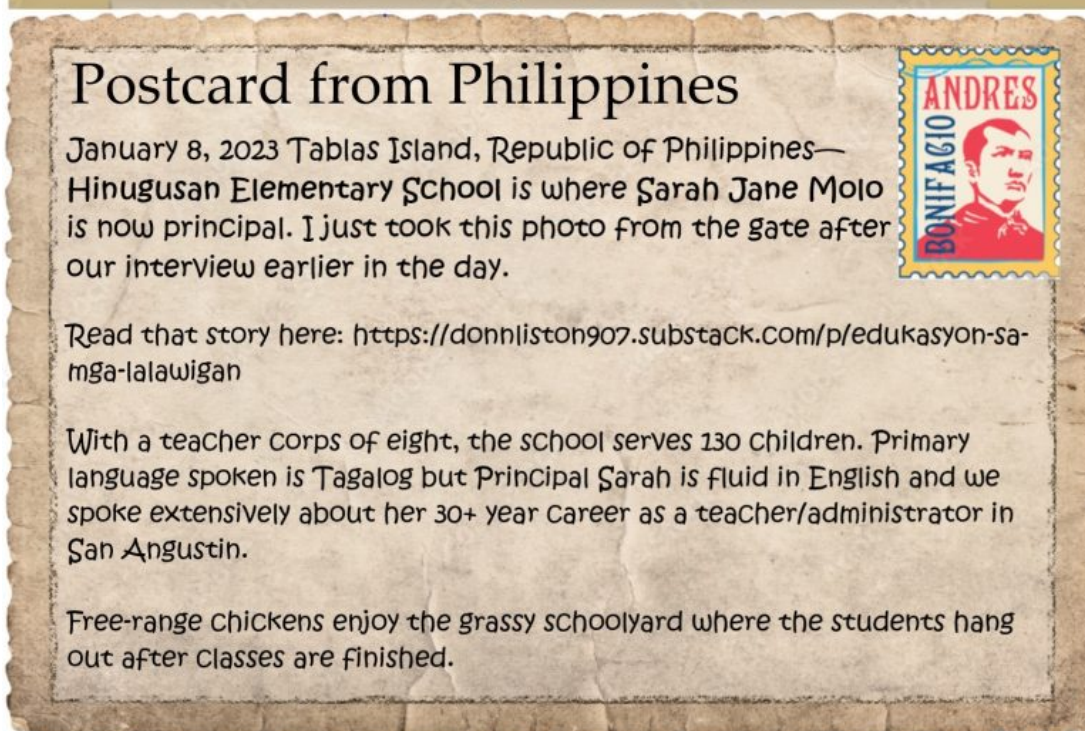 Postcard from Philippines
ANDRES
BONIFACIO
January 8, 2023 Tablas Island, Republic of Philippines—
Hinugusan Elementary School is where Sarah Jane Molo
is now principal. I just took this photo from the gate after
our interview earlier in the day.
Read that story here: https://donnliston907.substack.com/p/edukasyon-sa-
mga-lalawigan
With a teacher corps of eight, the school serves 130 children. Primary
language spoken is Tagalog but Principal Sarah is fluid in English and we
spoke extensively about her 30+ year career as a teacher/administrator in
San Angustin.
Free-range chickens enjoy the grassy schoolyard where the students hang
out after classes are finished.